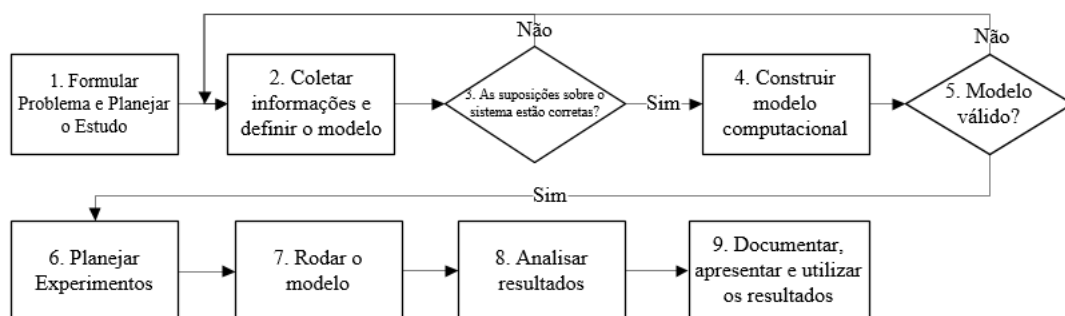 Não
Não
1. Formular
Problema e Planejar
o Estudo
2. Coletar
informações e
definir o modelo
3. As suposições sobre o
sistema estão corretas?
Sim
4. Construir
modelo
computacional
5. Modelo
válido?
Sim
6. Planejar
Experimentos
7. Rodar o
modelo
8. Analisar
resultados
9. Documentar,
apresentar e utilizar
os resultados